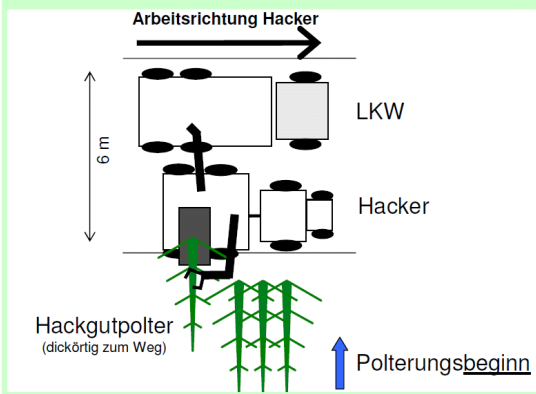 Arbeitsrichtung Hacker
LKW
6 m
Hacker
Hackgutpolter
(dickörtig zum Weg)
Polterungsbeginn